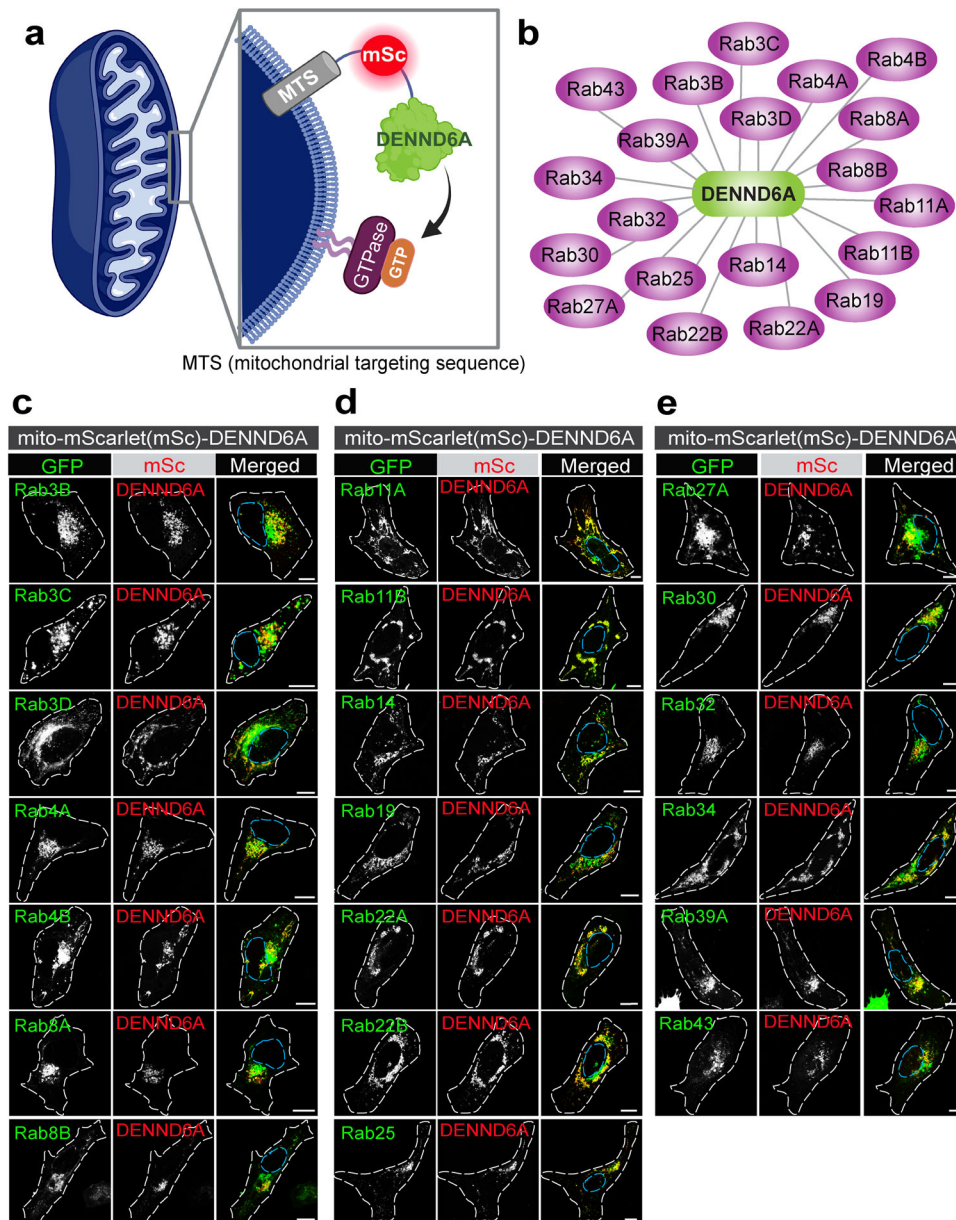 a
mSc
MTS
DENND6A
GTPase
GTP
MTS (mitochondrial targeting sequence)
b
Rab3C
Rab4B
Rab43
Rab3B
Rab4A
Rab3D
Rab8A
Rab39A
Rab8B
Rab34
DENND6A
Rab11A
Rab32
Rab11B
Rab30
Rab25
Rab14
Rab27A
Rab19
Rab22B
Rab22A
c
mito-mScarlet(mSc)-DENND6A
GFP mSc Merged
Rab3B DENND6A
Rab3C DENND6A
Rab3D DENND6A
Rab4A DENND6A
Rab4B DENND6A
Rab8A DENND6A
Rab8B DENND6A
d
mito-mScarlet(mSc)-DENND6A
GFP mSc Merged
Rab11A DENND6A
Rab11B DENND6A
Rab14 DENND6A
Rab19 DENND6A
Rab22A DENND6A
Rab22B DENND6A
Rab25 DENND6A
e
mito-mScarlet(mSc)-DENND6A
GFP mSc Merged
Rab27A DENND6A
Rab30 DENND6A
Rab32 DENND6A
Rab34 DENND6A
Rab39A DENND6A
Rab43 DENND6A